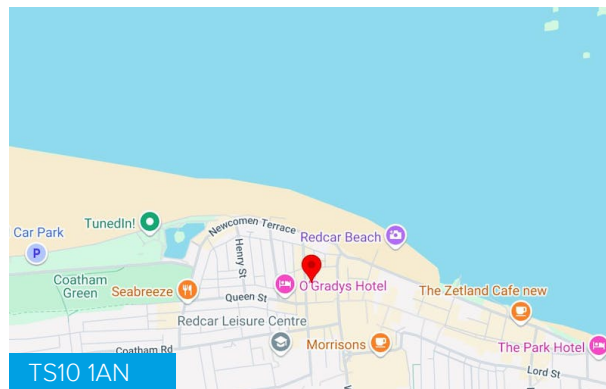 TunedIn!
Newcomen Terrace
Redcar Beach
Car Park
P
Henry St
Coatham
Green
Seabreeze
O'Gradys Hotel
Queen St
The Zetland Cafe new
Redcar Leisure Centre
Coatham Rd
Morrisons
The Park Hotel
Lord St
TS10 1AN